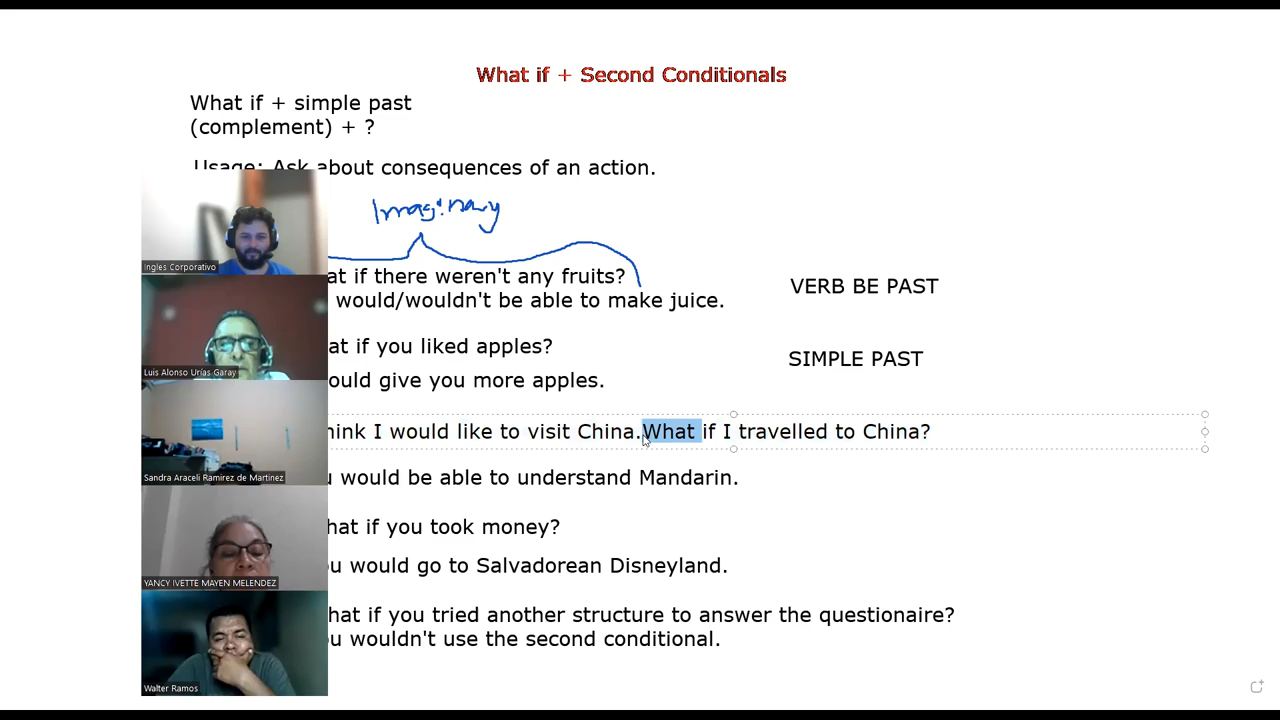 What if + Second Conditionals
What if + simple past
(complement) + ?
Usage: Ask about consequences of an action.
Imaginary
at if there weren't any fruits?
VERB BE PAST
would/wouldn't be able to make juice.
at if you liked apples?
SIMPLE PAST
ould give you more apples.
hink I would like to visit China.What if I travelled to China?
u would be able to understand Mandarin.
hat if you took money?
ou would go to Salvadorean Disneyland.
hat if you tried another structure to answer the questionaire?
ou wouldn't use the second conditional.
Ingles Corporativo
Luis Alonso Urías Garay
Sandra Araceli Ramirez de Martinez
YANCY IVETTE MAYEN MELENDEZ
Walter Ramos